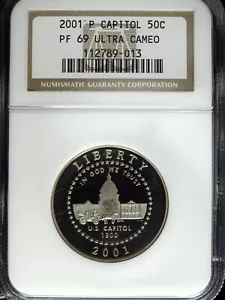 2001 P CAPITOL 50C
PF 69 ULTRA CAMEO
112789-013
NUMISMATIC GUARANTY CORPORATION
LIBERTY
IN GOD WE TRUST
U.S. CAPITOL
1800
2001